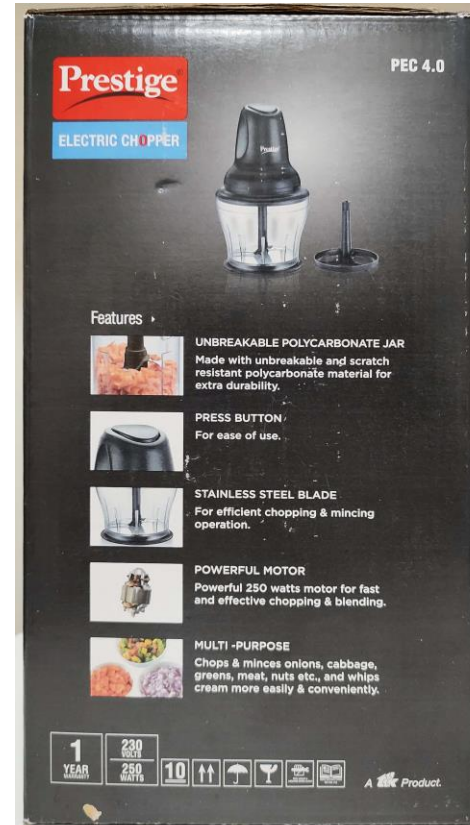 Prestige
PEC 4.0
ELECTRIC CHOPPER
Prestige
Features
UNBREAKABLE POLYCARBONATE JAR
Made with unbreakable and scratch
resistant polycarbonate material for
extra durability.
PRESS BUTTON
For ease of use.
STAINLESS STEEL BLADE
For efficient chopping & mincing
operation.
POWERFUL MOTOR
Powerful 250 watts motor for fast
and effective chopping & blending.
MULTI -PURPOSE
Chops & minces onions, cabbage,
greens, meat, nuts etc., and whips
cream more easily & conveniently.
1
YEAR
WARRANTY
230
VOLTS
250
WATTS
10
A TTK Product.